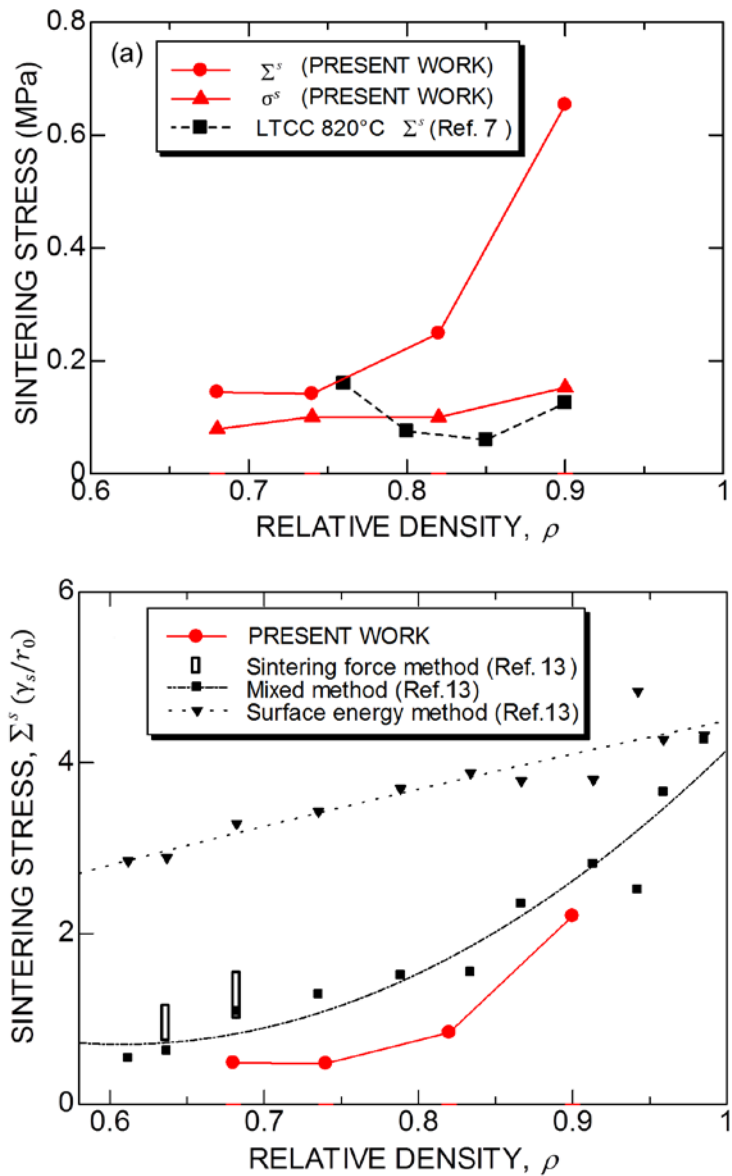 (a)
Σˢ (PRESENT WORK)
σˢ (PRESENT WORK)
LTCC 820°C Σˢ (Ref. 7 )
SINTERING STRESS (MPa)
0.8
0.6
0.4
0.2
0
0.6 0.7 0.8 0.9 1
RELATIVE DENSITY, ρ
PRESENT WORK
Sintering force method (Ref. 13 )
Mixed method (Ref.13)
Surface energy method (Ref.13)
SINTERING STRESS, Σˢ (γₛ/r₀)
6
4
2
0
0.6 0.7 0.8 0.9 1
RELATIVE DENSITY, ρ